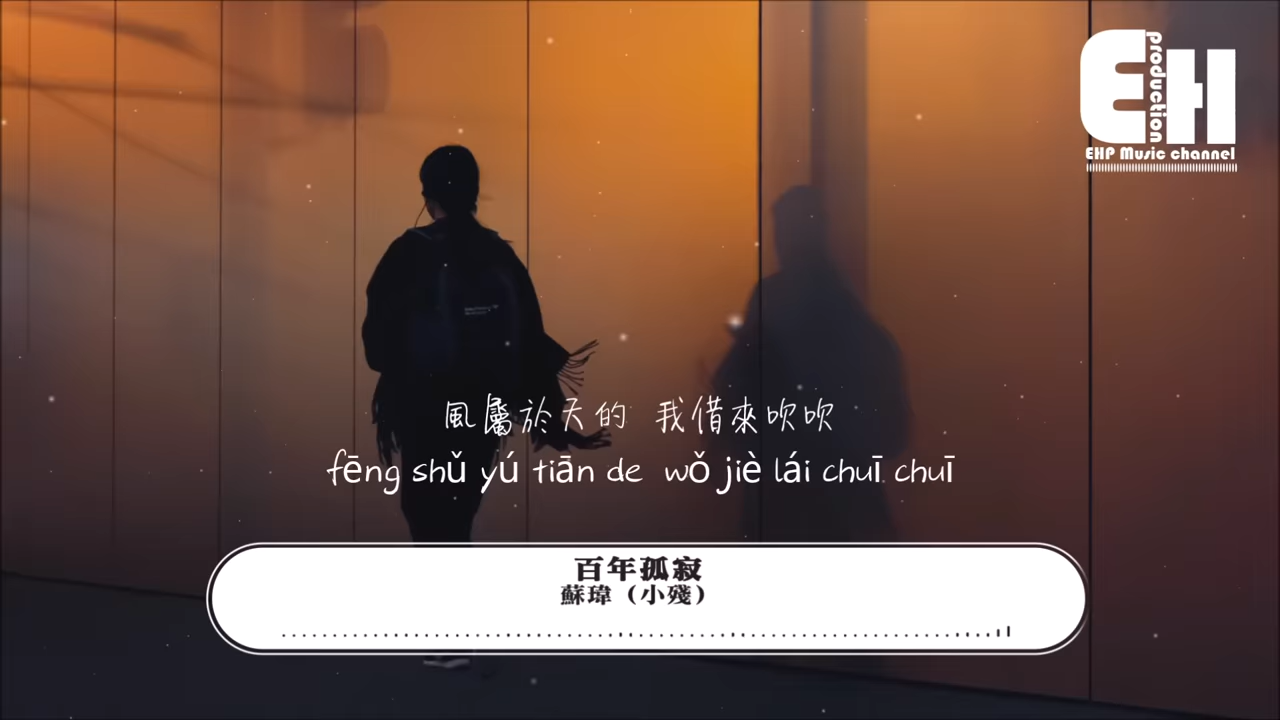 EH
production
EHP Music channel
風屬於天的 我借來吹吹
fēng shǔ yú tiān de wǒ jiè lái chuī chuī
百年孤寂
蘇瑋（小殘）